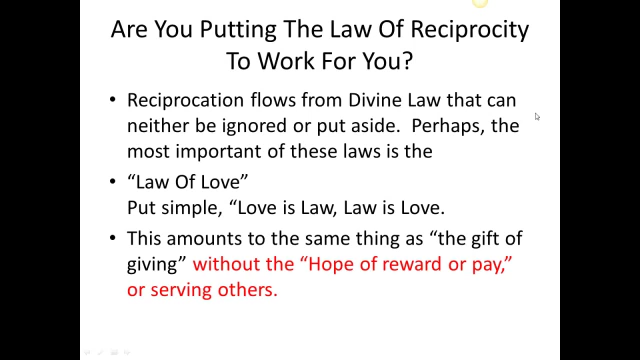 Are You Putting The Law Of Reciprocity
To Work For You?
• Reciprocation flows from Divine Law that can
neither be ignored or put aside.  Perhaps, the
most important of these laws is the
• “Law Of Love”
Put simple, “Love is Law, Law is Love.
• This amounts to the same thing as “the gift of
giving” without the “Hope of reward or pay,”
or serving others.